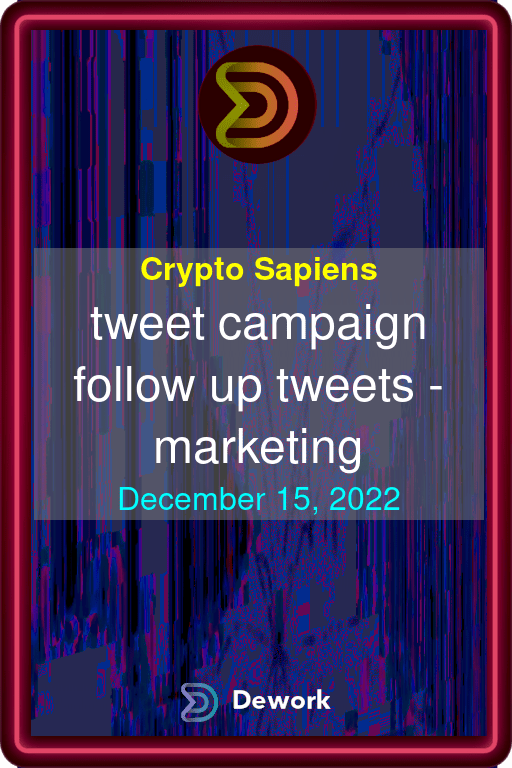 Crypto Sapiens
tweet campaign
follow up tweets -
marketing
December 15, 2022
Dework